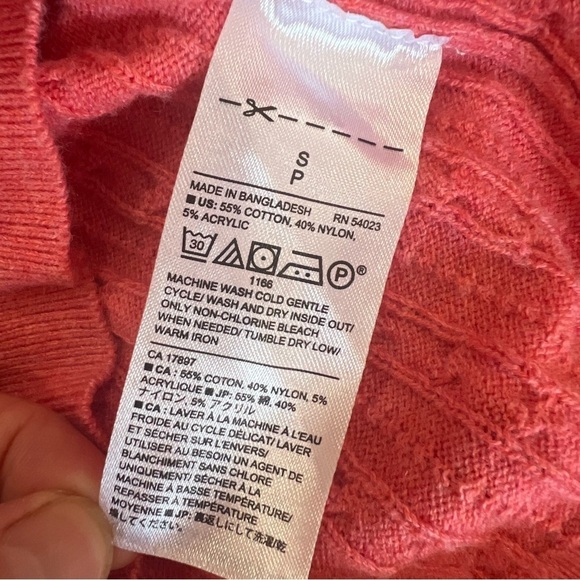 S
P
MADE IN BANGLADESH RN 54023
■ US: 55% COTTON, 40% NYLON,
5% ACRYLIC
30 P ®
1166
MACHINE WASH COLD GENTLE
CYCLE/ WASH AND DRY INSIDE OUT/
ONLY NON-CHLORINE BLEACH
WHEN NEEDED/ TUMBLE DRY LOW/
WARM IRON
CA 17897
■ CA : 55% COTON, 40% NYLON, 5%
ACRYLIQUE ■ JP: 55% 綿, 40%
ナイロン, 5% アクリル
■ CA : LAVER À LA MACHINE À L'EAU
FROIDE AU CYCLE DÉLICAT/ LAVER
ET SÉCHER SUR L'ENVERS/
UTILISER AU BESOIN UN AGENT DE
BLANCHIMENT SANS CHLORE
UNIQUEMENT/ SÉCHER À LA
MACHINE À BASSE TEMPÉRATURE/
REPASSER À TEMPÉRATURE
MOYENNE ■ JP: 裏返しにして洗濯/乾
燥してください。